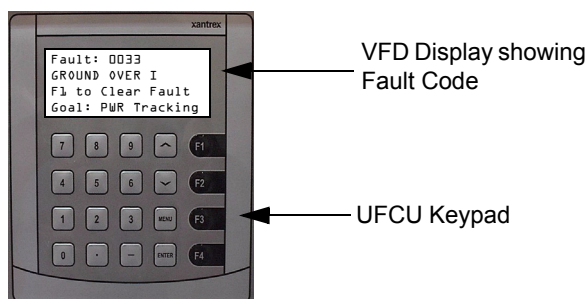 xantrex
Fault: 0033
GROUND OVER I
F1 to Clear Fault
Goal: PWR Tracking
7 8 9 F1
4 5 6 F2
1 2 3 MENU F3
0 · − ENTER F4
VFD Display showing
Fault Code
UFCU Keypad